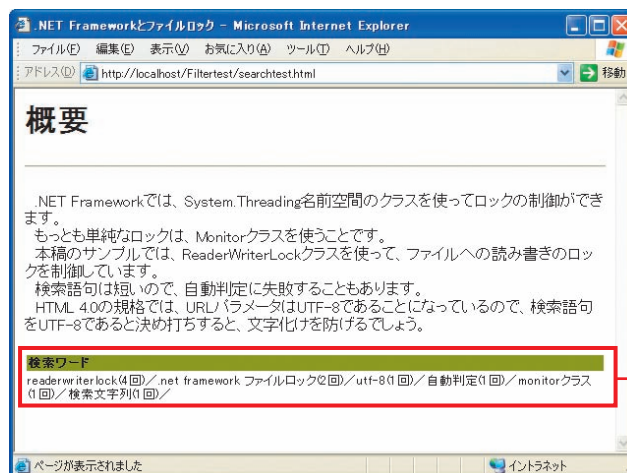 .NET Frameworkとファイルロック - Microsoft Internet Explorer
ファイル(F) 編集(E) 表示(V) お気に入り(A) ツール(T) ヘルプ(H)
アドレス(D) http://localhost/Filtertest/searchtest.html 移動
概要
.NET Frameworkでは、System.Threading名前空間のクラスを使ってロックの制御ができ
ます。
もっとも単純なロックは、Monitorクラスを使うことです。
本稿のサンプルでは、ReaderWriterLockクラスを使って、ファイルへの読み書きのロッ
クを制御しています。
検索語句は短いので、自動判定に失敗することもあります。
HTML 4.0の規格では、URLパラメータはUTF-8であることになっているので、検索語句
をUTF-8であると決め打ちすると、文字化けを防げるでしょう。
検索ワード
readerwriterlock(4回)／.net framework ファイルロック(2回)／utf-8(1回)／自動判定(1回)／monitorクラス
(1回)／検索文字列(1回)／
ページが表示されました イントラネット